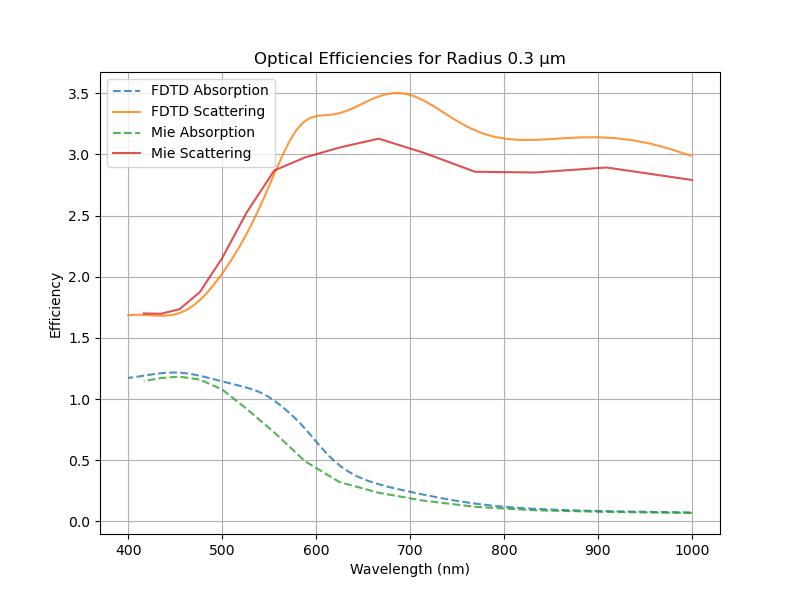 Optical Efficiencies for Radius 0.3 µm
FDTD Absorption
FDTD Scattering
Mie Absorption
Mie Scattering
Efficiency
3.5
3.0
2.5
2.0
1.5
1.0
0.5
0.0
400 500 600 700 800 900 1000
Wavelength (nm)